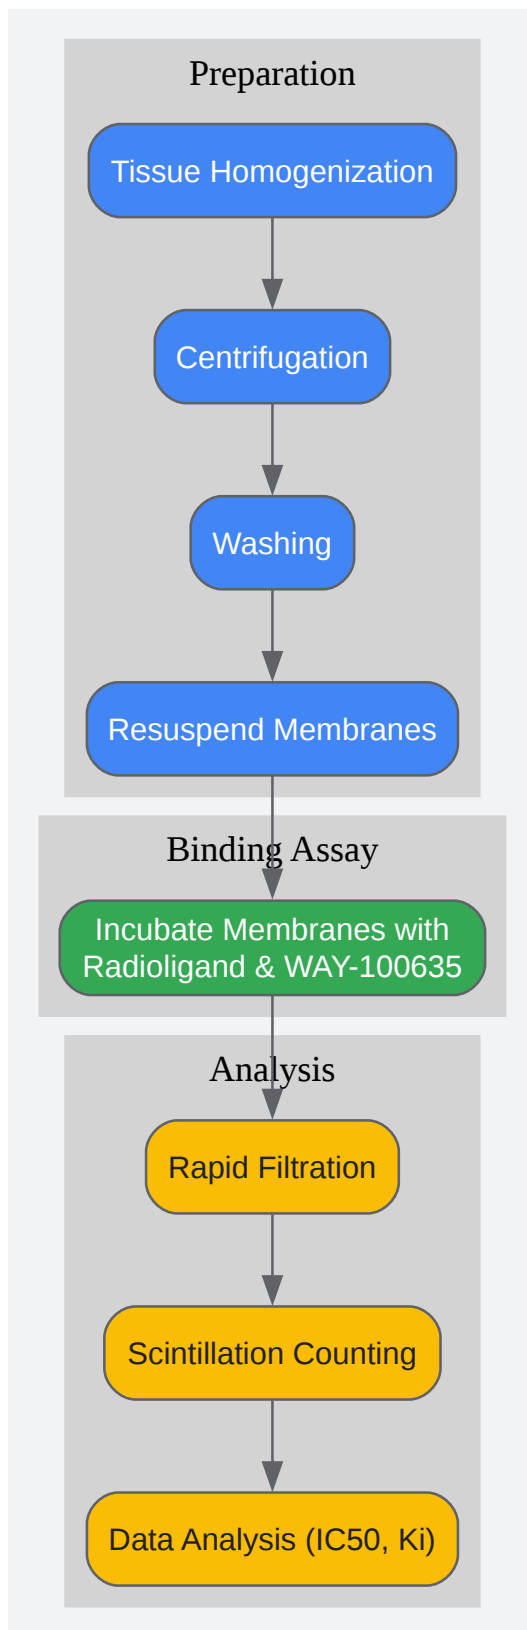 Preparation
Tissue Homogenization
Centrifugation
Washing
Resuspend Membranes
Binding Assay
Incubate Membranes with
Radioligand & WAY-100635
Analysis
Rapid Filtration
Scintillation Counting
Data Analysis (IC50, Ki)